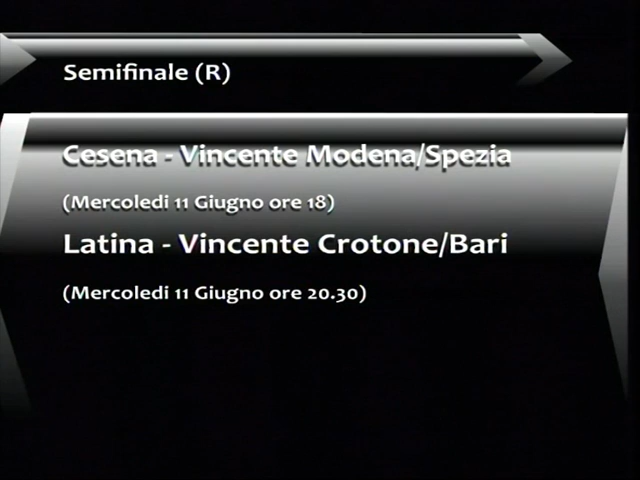 Semifinale (R)
Cesena - Vincente Modena/Spezia
(Mercoledi 11 Giugno ore 18)
Latina - Vincente Crotone/Bari
(Mercoledi 11 Giugno ore 20.30)